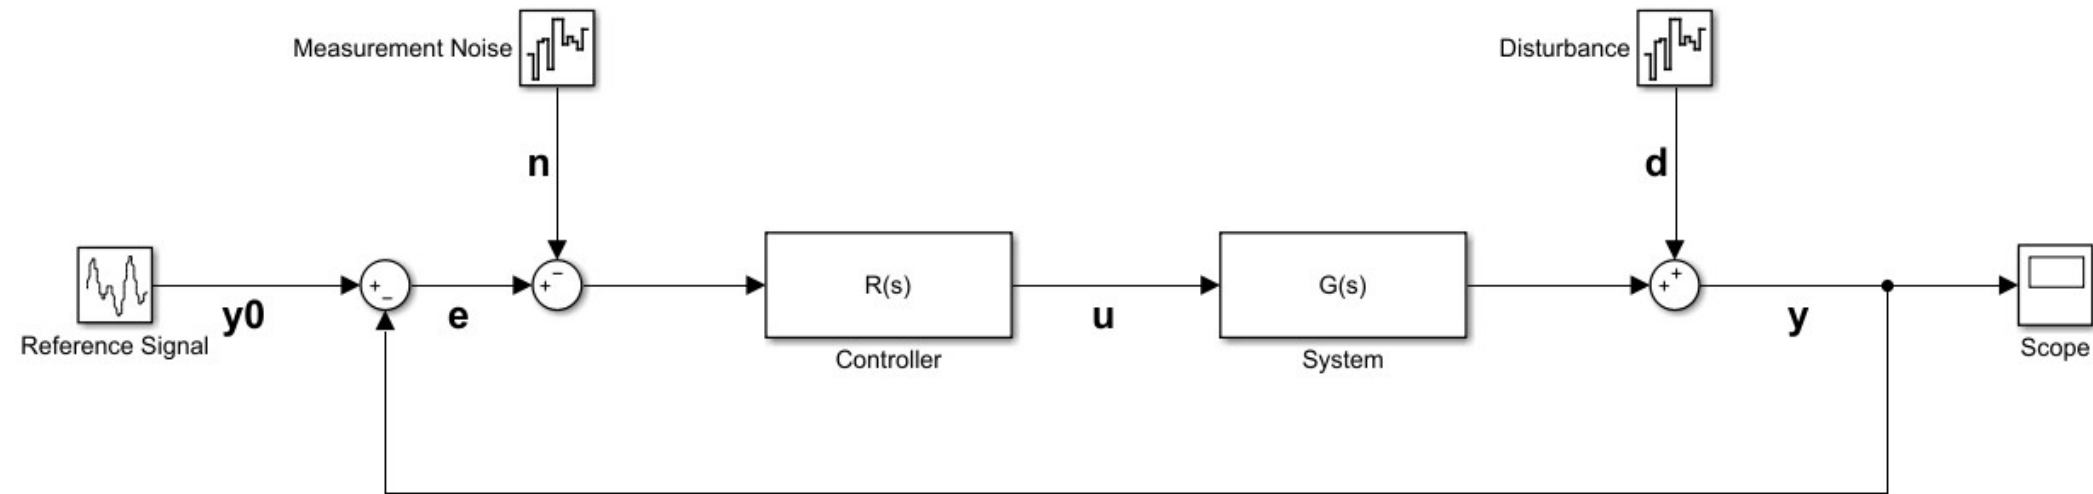 Measurement Noise
Disturbance
n
d
+
−
−
+
+
+
R(s)
G(s)
y0
e
u
y
Reference Signal
Controller
System
Scope